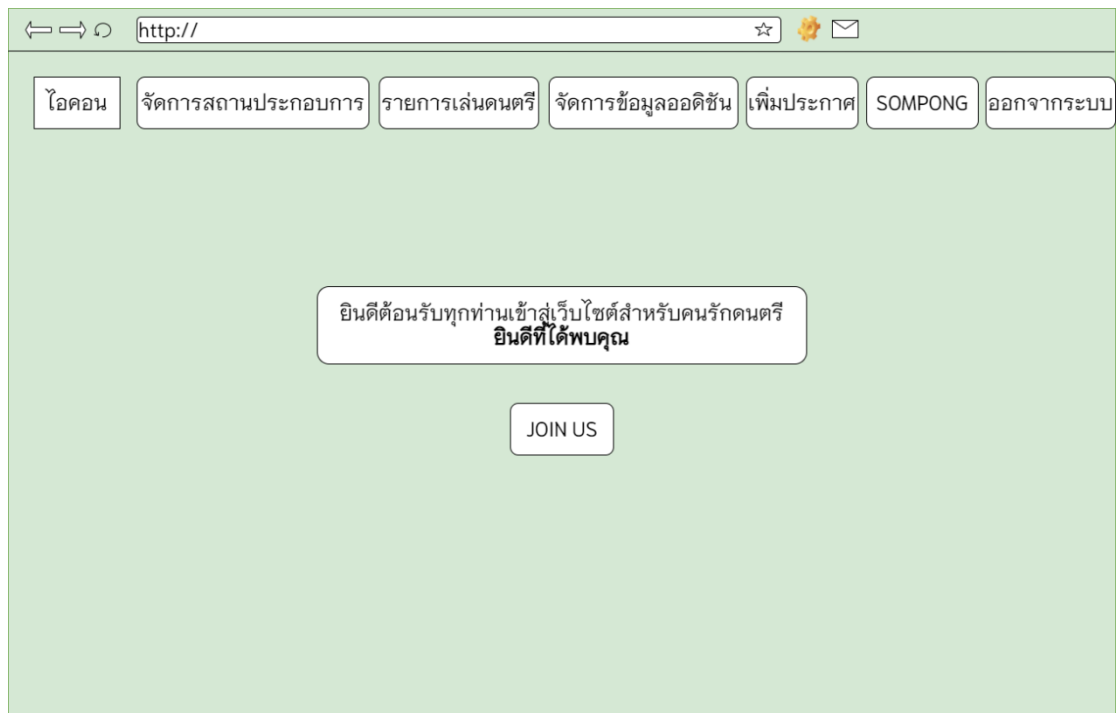 http://
ไอคอน จัดการสถานประกอบการ รายการเล่นดนตรี จัดการข้อมูลออดิชัน เพิ่มประกาศ SOMPONG ออกจากระบบ
ยินดีต้อนรับทุกท่านเข้าสู่เว็บไซต์สำหรับคนรักดนตรี
ยินดีที่ได้พบคุณ
JOIN US